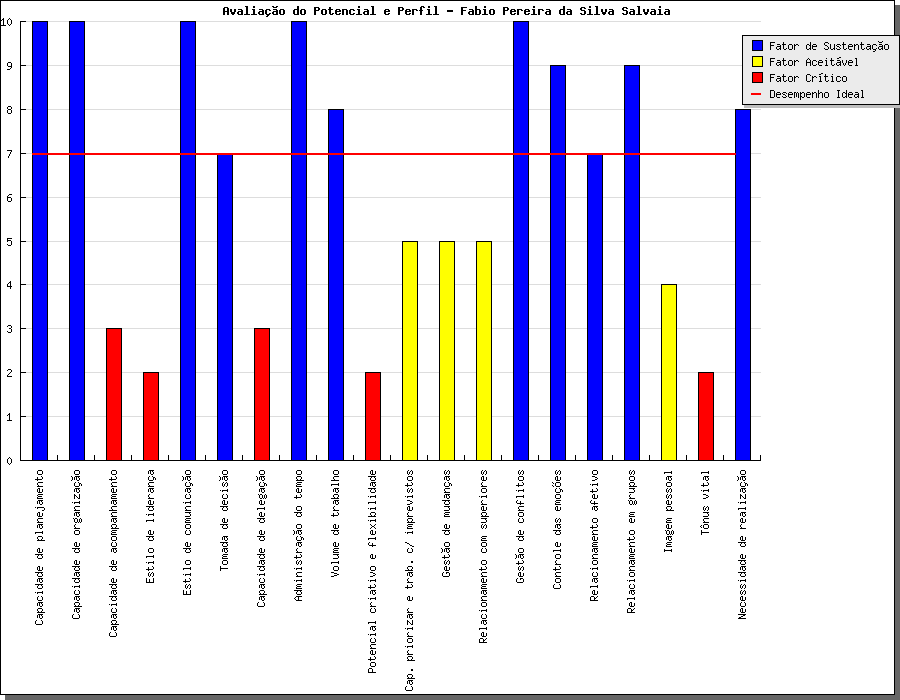 Avaliação do Potencial e Perfil - Fabio Pereira da Silva Salvaia
Fator de Sustentação
Fator Aceitável
Fator Crítico
Desempenho Ideal
10
9
8
7
6
5
4
3
2
1
0
Capacidade de planejamento
Capacidade de organização
Capacidade de acompanhamento
Estilo de liderança
Estilo de comunicação
Tomada de decisão
Capacidade de delegação
Administração do tempo
Volume de trabalho
Potencial criativo e flexibilidade
Cap. priorizar e trab. c/ imprevistos
Gestão de mudanças
Relacionamento com superiores
Gestão de conflitos
Controle das emoções
Relacionamento afetivo
Relacionamento em grupos
Imagem pessoal
Tônus vital
Necessidade de realização